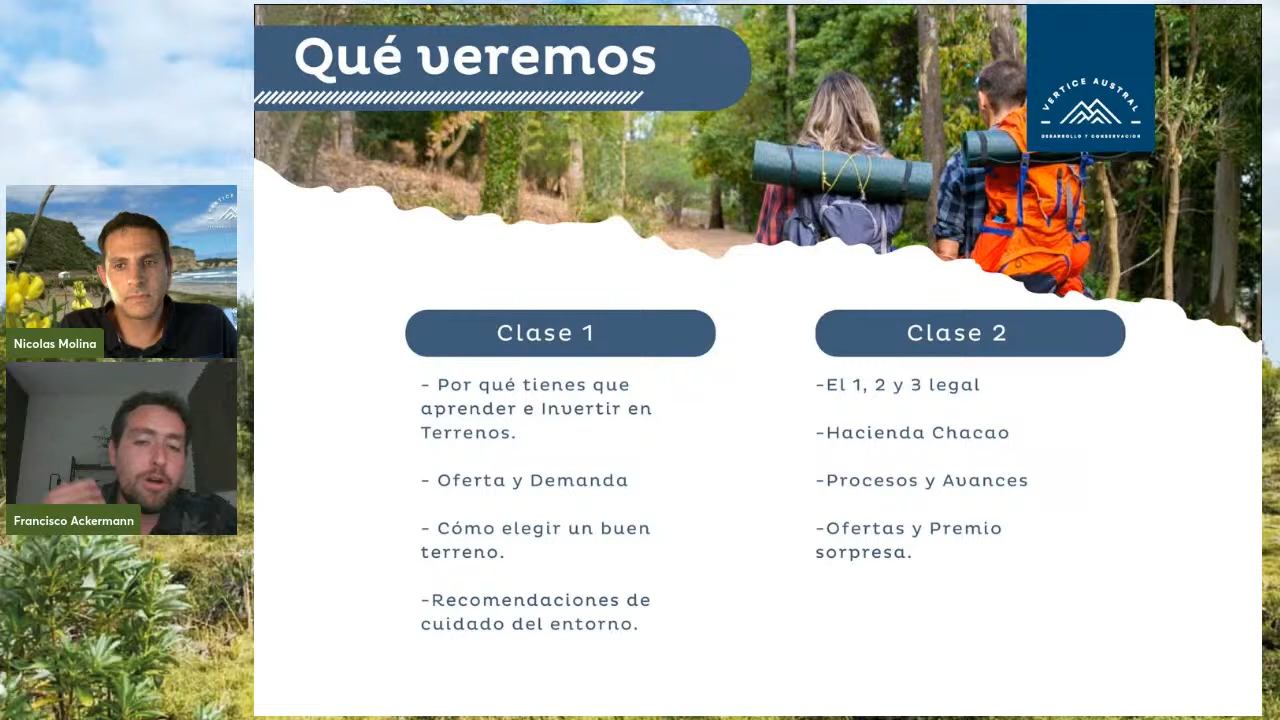 Qué veremos
VERTICE AUSTRAL
DESARROLLO Y CONSERVACION
Nicolas Molina
Francisco Ackermann
Clase 1
- Por qué tienes que
aprender e Invertir en
Terrenos.
- Oferta y Demanda
- Cómo elegir un buen
terreno.
-Recomendaciones de
cuidado del entorno.
Clase 2
-El 1, 2 y 3 legal
-Hacienda Chacao
-Procesos y Avances
-Ofertas y Premio
sorpresa.